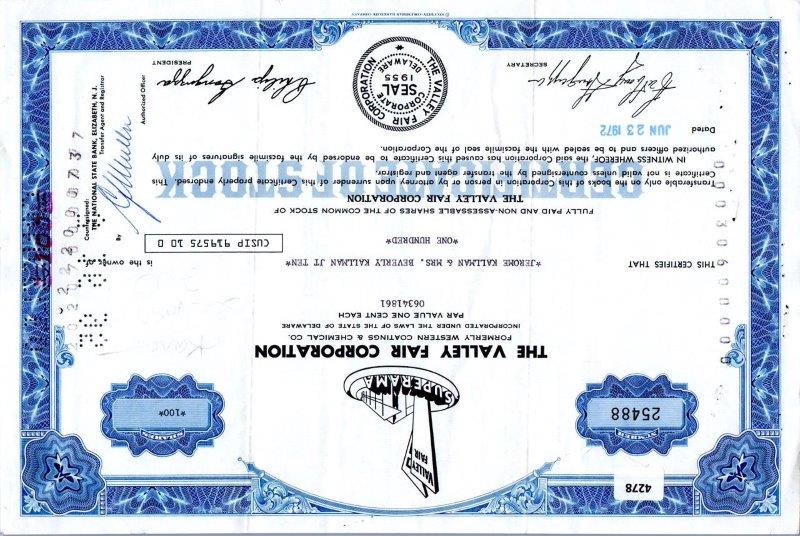 4278
VALLEY
FAIR
SUPERAMA
NUMBER
25488
SHARES
*100*
THE VALLEY FAIR CORPORATION
FORMERLY WESTERN COATINGS & CHEMICAL CO.
INCORPORATED UNDER THE LAWS OF THE STATE OF DELAWARE
PAR VALUE ONE CENT EACH
06341861
THIS CERTIFIES THAT
*JEROME KALLMAN & MRS. BEVERLY KALLMAN JT TEN*
is the owner of
*ONE HUNDRED*
CUSIP 919575 10 0
FULLY PAID AND NON-ASSESSABLE SHARES OF THE COMMON STOCK OF
THE VALLEY FAIR CORPORATION
CERTIFICATE OF STOCK
Transferable only on the books of this Corporation in person or by attorney upon surrender of this Certificate properly endorsed. This
Certificate is not valid unless countersigned by the transfer agent and registrar.
IN WITNESS WHEREOF, the said Corporation has caused this Certificate to be endorsed by the facsimile signatures of its duly
authorized officers and to be sealed with the facsimile seal of the Corporation.
Dated
JUN 23 1972
SECRETARY
THE VALLEY FAIR CORPORATION
CORPORATE
SEAL
1955
DELAWARE
PRESIDENT
Countersigned:
THE NATIONAL STATE BANK, ELIZABETH, N. J.
Transfer Agent and Registrar
By
Authorized Officer